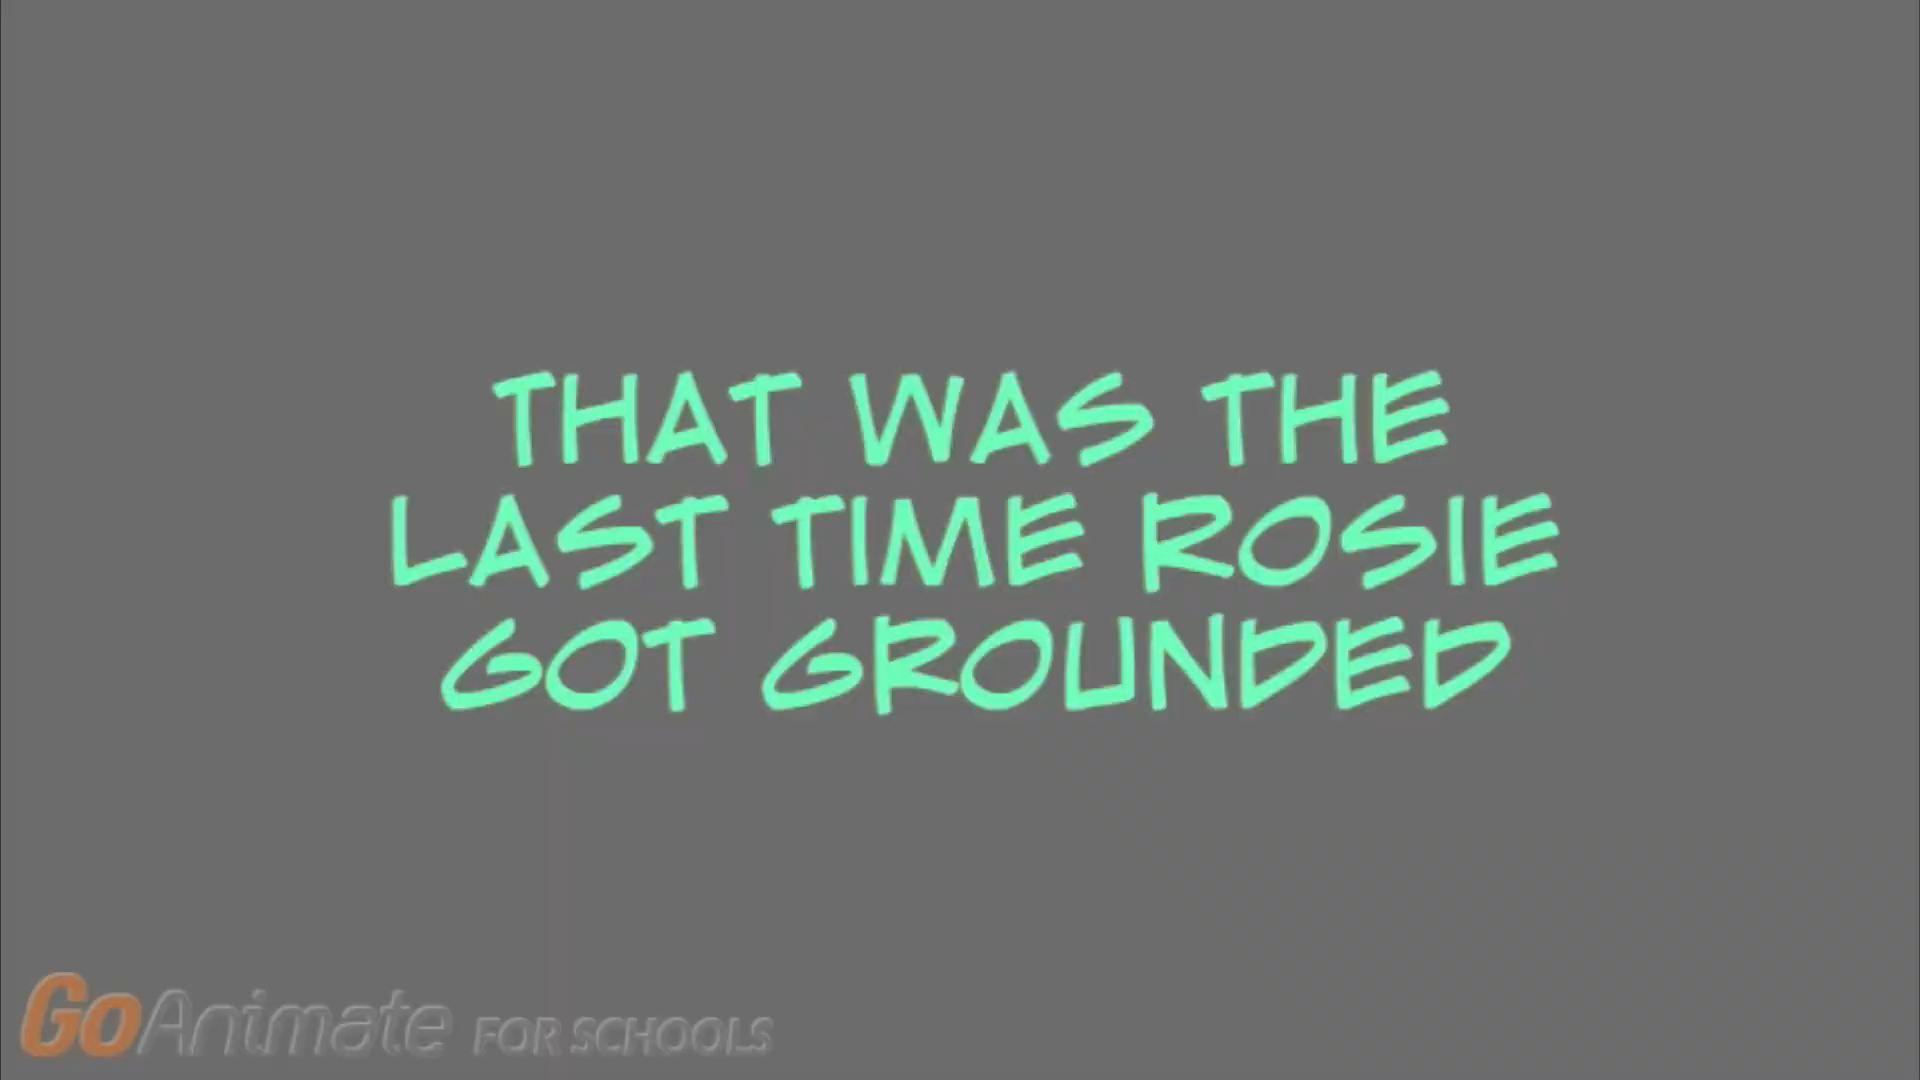 THAT WAS THE
LAST TIME ROSIE
GOT GROUNDED
GoAnimate FOR SCHOOLS